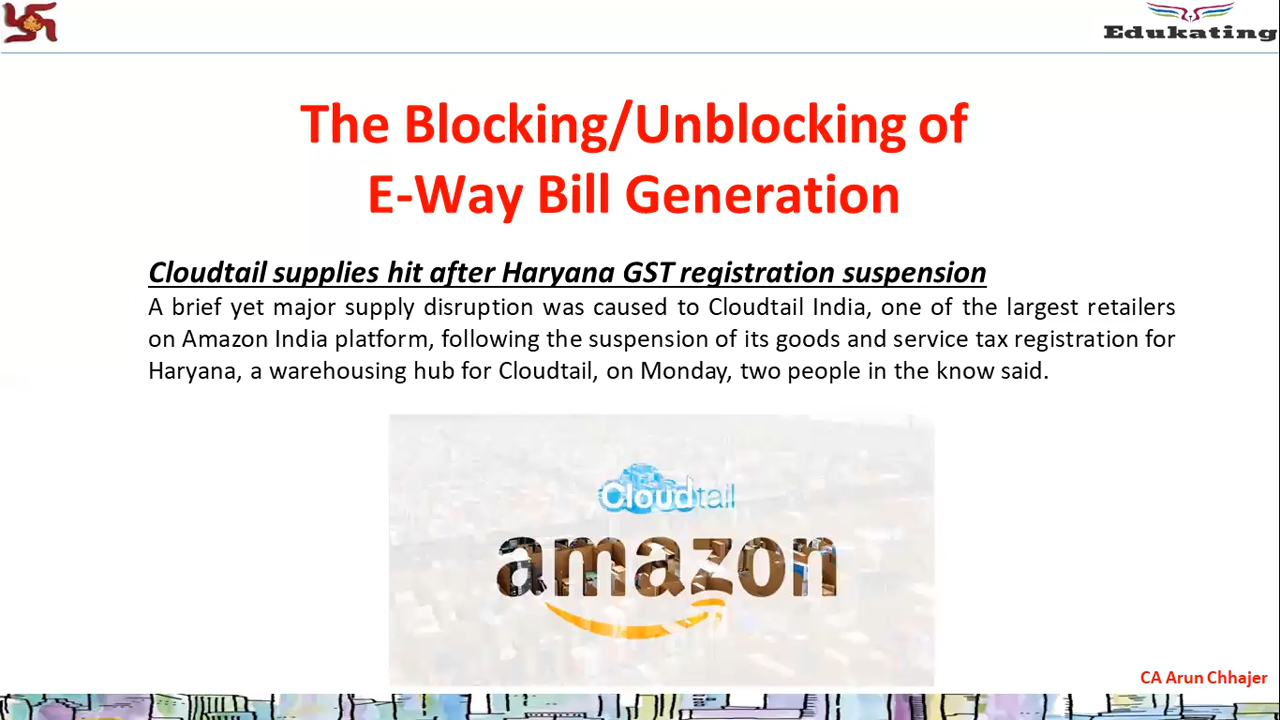 Edukating
The Blocking/Unblocking of
E-Way Bill Generation
Cloudtail supplies hit after Haryana GST registration suspension
A brief yet major supply disruption was caused to Cloudtail India, one of the largest retailers
on Amazon India platform, following the suspension of its goods and service tax registration for
Haryana, a warehousing hub for Cloudtail, on Monday, two people in the know said.
Cloudtail
amazon
CA Arun Chhajer